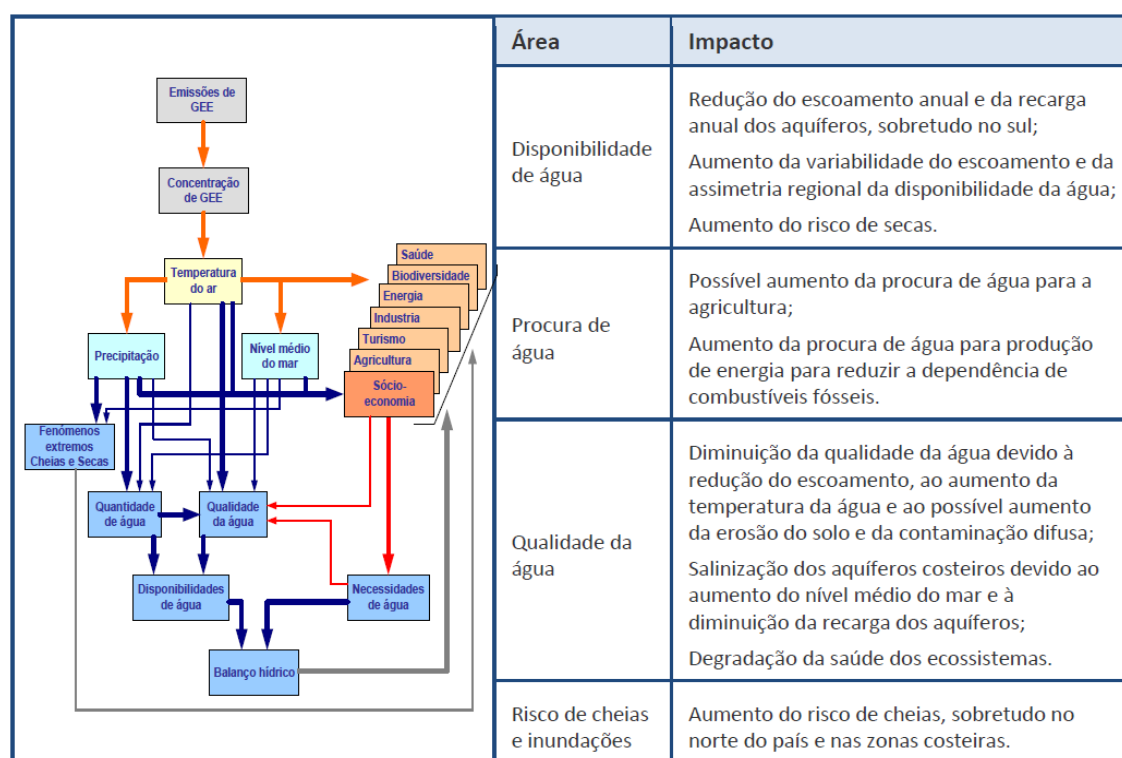 Emissões de
GEE
Concentração
de GEE
Temperatura
do ar
Saúde
Biodiversidade
Energia
Industria
Turismo
Agricultura
Sócio-
economia
Precipitação
Nível médio
do mar
Fenómenos
extremos
Cheias e Secas
Quantidade
de água
Qualidade
da água
Disponibilidades
de água
Necessidades
de água
Balanço hídrico
Área
Impacto
Disponibilidade
de água
Redução do escoamento anual e da recarga
anual dos aquíferos, sobretudo no sul;
Aumento da variabilidade do escoamento e da
assimetria regional da disponibilidade da água;
Aumento do risco de secas.
Procura de
água
Possível aumento da procura de água para a
agricultura;
Aumento da procura de água para produção
de energia para reduzir a dependência de
combustíveis fósseis.
Qualidade da
água
Diminuição da qualidade da água devido à
redução do escoamento, ao aumento da
temperatura da água e ao possível aumento
da erosão do solo e da contaminação difusa;
Salinização dos aquíferos costeiros devido ao
aumento do nível médio do mar e à
diminuição da recarga dos aquíferos;
Degradação da saúde dos ecossistemas.
Risco de cheias
e inundações
Aumento do risco de cheias, sobretudo no
norte do país e nas zonas costeiras.